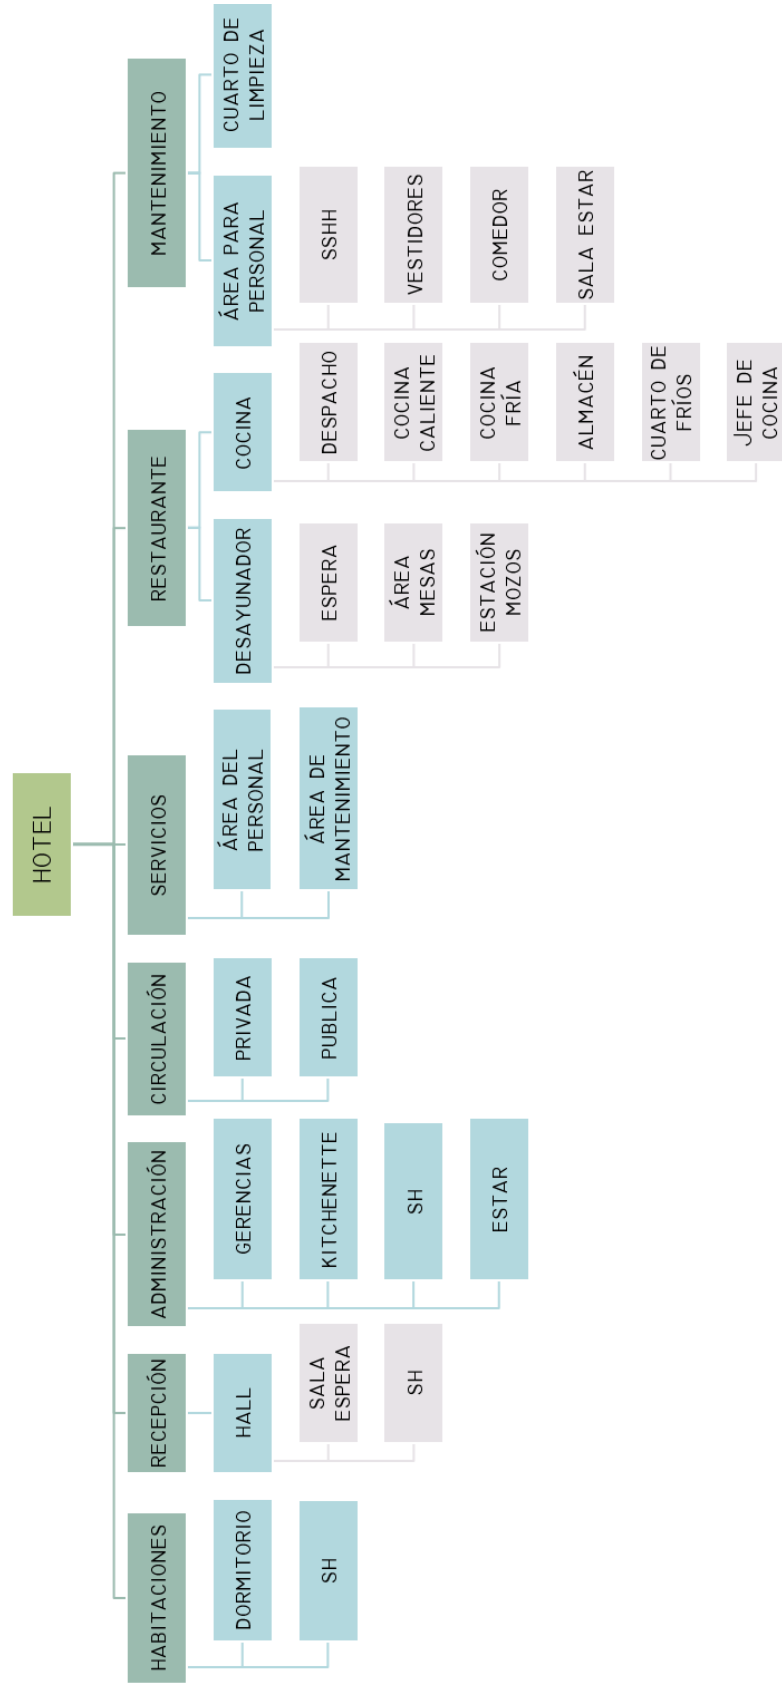 HOTEL
HABITACIONES
DORMITORIO
SH
RECEPCIÓN
HALL
SALA
ESPERA
SH
ADMINISTRACIÓN
GERENCIAS
KITCHENETTE
SH
ESTAR
CIRCULACIÓN
PRIVADA
PUBLICA
SERVICIOS
ÁREA DEL
PERSONAL
ÁREA DE
MANTENIMIENTO
RESTAURANTE
DESAYUNADOR
ESPERA
ÁREA
MESAS
ESTACIÓN
MOZOS
COCINA
DESPACHO
COCINA
CALIENTE
COCINA
FRÍA
ALMACÉN
CUARTO DE
FRÍOS
JEFE DE
COCINA
MANTENIMIENTO
ÁREA PARA
PERSONAL
SSHH
VESTIDORES
COMEDOR
SALA ESTAR
CUARTO DE
LIMPIEZA